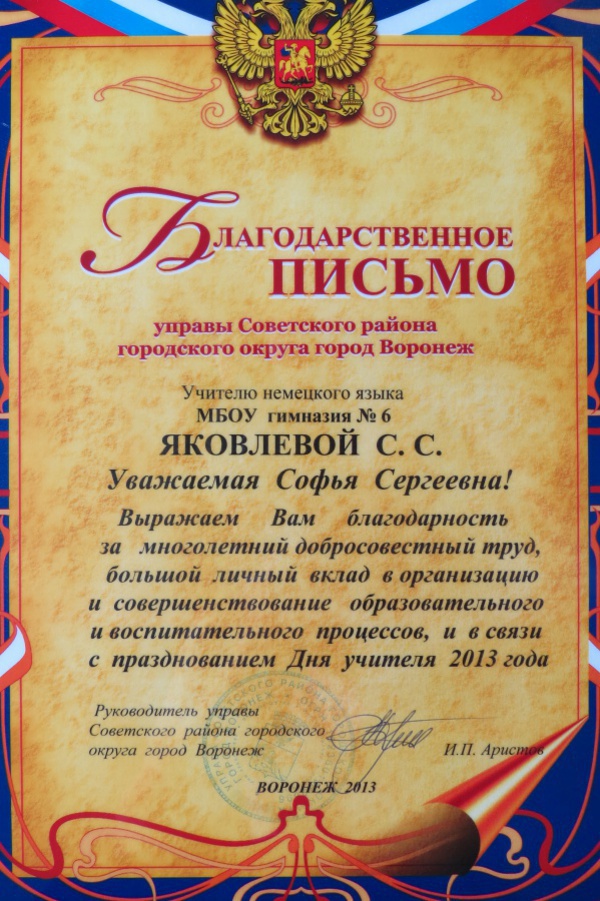 БЛАГОДАРСТВЕННОЕ
ПИСЬМО
управы Советского района
городского округа город Воронеж
Учителю немецкого языка
МБОУ гимназия № 6
ЯКОВЛЕВОЙ С. С.
Уважаемая Софья Сергеевна!
Выражаем Вам благодарность
за многолетний добросовестный труд,
большой личный вклад в организацию
и совершенствование образовательного
и воспитательного процессов, и в связи
с празднованием Дня учителя 2013 года
Руководитель управы
Советского района городского
округа город Воронеж
И.П. Аристов
ВОРОНЕЖ 2013